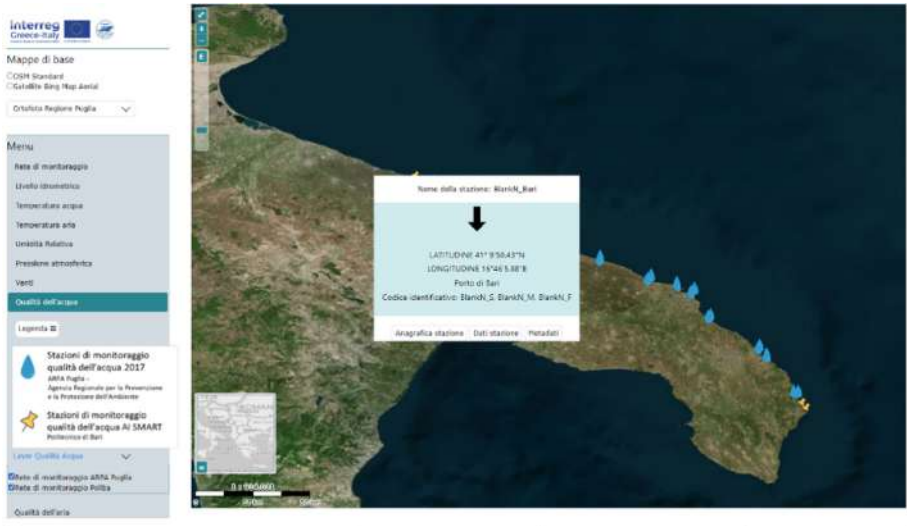 interreg
Greece-Italy
Mappe di base
OSM Standard
Satellite Bing Map Aerial
Ortofoto Regione Puglia
Menu
Rete di monitoraggio
Livello idrometrico
Temperatura acqua
Temperatura aria
Umidità Relativa
Pressione atmosferica
Venti
Qualità dell'acqua
Legenda
Stazioni di monitoraggio
qualità dell'acqua 2017
ARPA Puglia -
Agenzia Regionale per la Prevenzione
e la Protezione dell'Ambiente
Stazioni di monitoraggio
qualità dell'acqua AI SMART
Politecnico di Bari
Layer Qualità Acqua
Rete di monitoraggio ARPA Puglia
Rete di monitoraggio Poliba
Qualità dell'aria
Nome della stazione: BlankN_Bari
LATITUDINE 41° 8'50.43"N
LONGITUDINE 16°46'5.88"E
Porto di Bari
Codice identificativo: BlankN_S, BlankN_M, BlankN_F
Anagrafica stazione Dati stazione Metadati